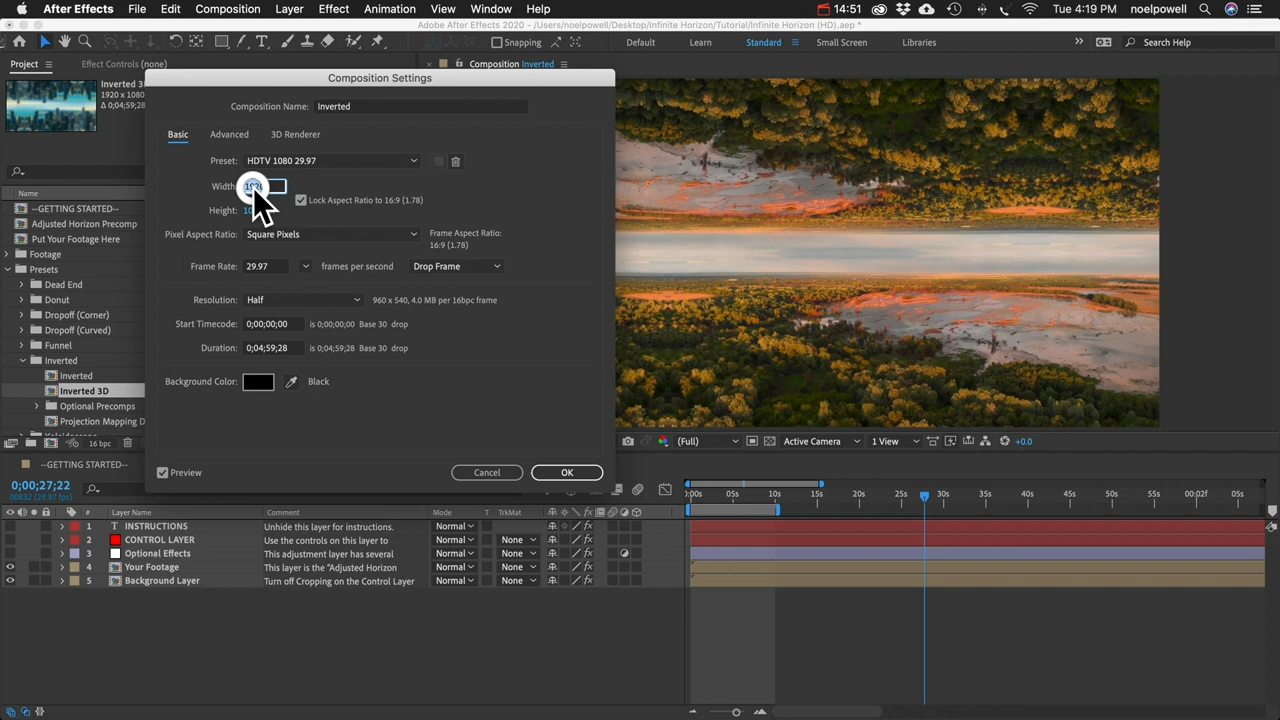 After Effects File Edit Composition Layer Effect Animation View Window Help 14:51 Tue 4:19 PM noelpowell
Adobe After Effects 2020 - /Users/noelpowell/Desktop/Infinite Horizon/Tutorial/Infinite Horizon (HD).aep *
Snapping Default Learn Standard Small Screen Libraries Search Help
Project Effect Controls (none) Composition Inverted
Composition Settings
Inverted 3D
1920 x 1080
Δ 0;04;59;28
Composition Name: Inverted
Basic Advanced 3D Renderer
Preset: HDTV 1080 29.97
Width:
Lock Aspect Ratio to 16:9 (1.78)
Height:
Pixel Aspect Ratio: Square Pixels Frame Aspect Ratio:
16:9 (1.78)
Frame Rate: 29.97 frames per second Drop Frame
Resolution: Half 960 x 540, 4.0 MB per 16bpc frame
Start Timecode: 0;00;00;00 is 0;00;00;00 Base 30 drop
Duration: 0;04;59;28 is 0;04;59;28 Base 30 drop
Background Color: Black
Preview Cancel OK
Name
--GETTING STARTED--
Adjusted Horizon Precomp
Put Your Footage Here
Footage
Presets
Dead End
Donut
Dropoff (Corner)
Dropoff (Curved)
Funnel
Inverted
Inverted
Inverted 3D
Optional Precomps
Projection Mapping D
16 bpc
(Full) Active Camera 1 View +0.0
--GETTING STARTED--
0;00;27;22
00832 (29.97 fps)
05s 10s 15s 20s 25s 30s 35s 40s 45s 50s 55s 00:02f 05s
# Layer Name Comment Mode T TrkMat
1 INSTRUCTIONS Unhide this layer for instructions. Normal
2 CONTROL LAYER Use the controls on this layer to Normal None
3 Optional Effects This adjustment layer has several Normal None
4 Your Footage This layer is the "Adjusted Horizon Normal None
5 Background Layer Turn off Cropping on the Control Layer Normal None